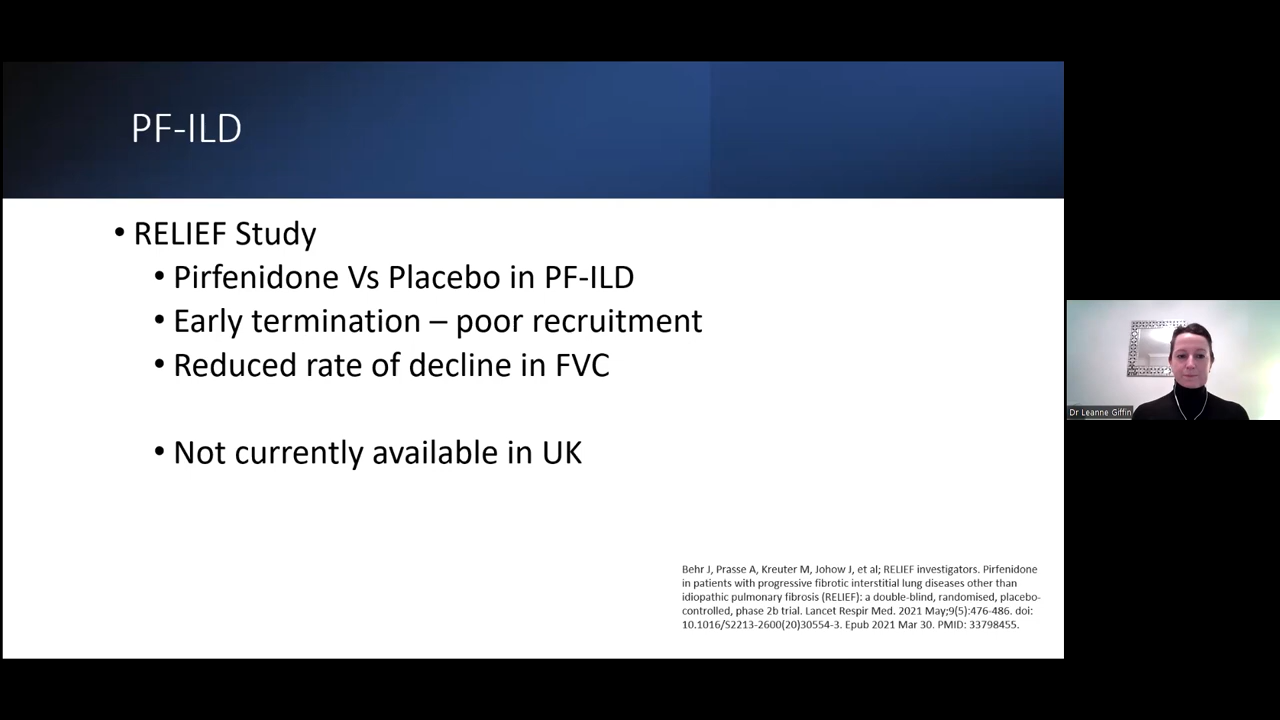 PF-ILD
• RELIEF Study
• Pirfenidone Vs Placebo in PF-ILD
• Early termination – poor recruitment
• Reduced rate of decline in FVC
• Not currently available in UK
Behr J, Prasse A, Kreuter M, Johow J, et al; RELIEF investigators. Pirfenidone
in patients with progressive fibrotic interstitial lung diseases other than
idiopathic pulmonary fibrosis (RELIEF): a double-blind, randomised, placebo-
controlled, phase 2b trial. Lancet Respir Med. 2021 May;9(5):476-486. doi:
10.1016/S2213-2600(20)30554-3. Epub 2021 Mar 30. PMID: 33798455.
Dr Leanne Giffin